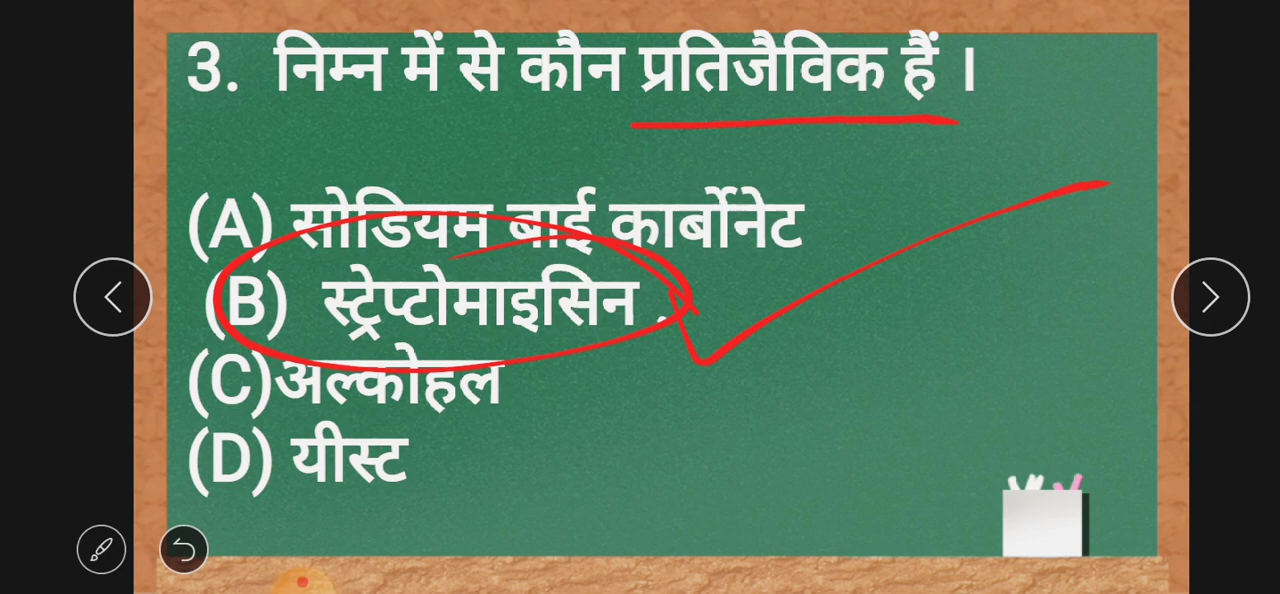 3. निम्न में से कौन प्रतिजैविक हैं ।
(A) सोडियम बाई कार्बोनेट
(B) स्ट्रेप्टोमाइसिन .
(C)अल्कोहल
(D) यीस्ट